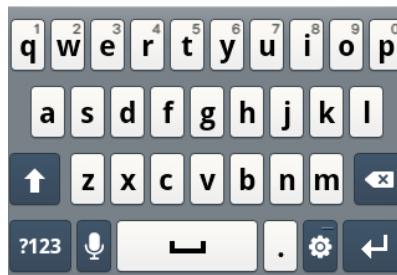 1 2 3 4 5 6 7 8 9 0
q w e r t y u i o p
a s d f g h j k l
z x c v b n m
?123 .